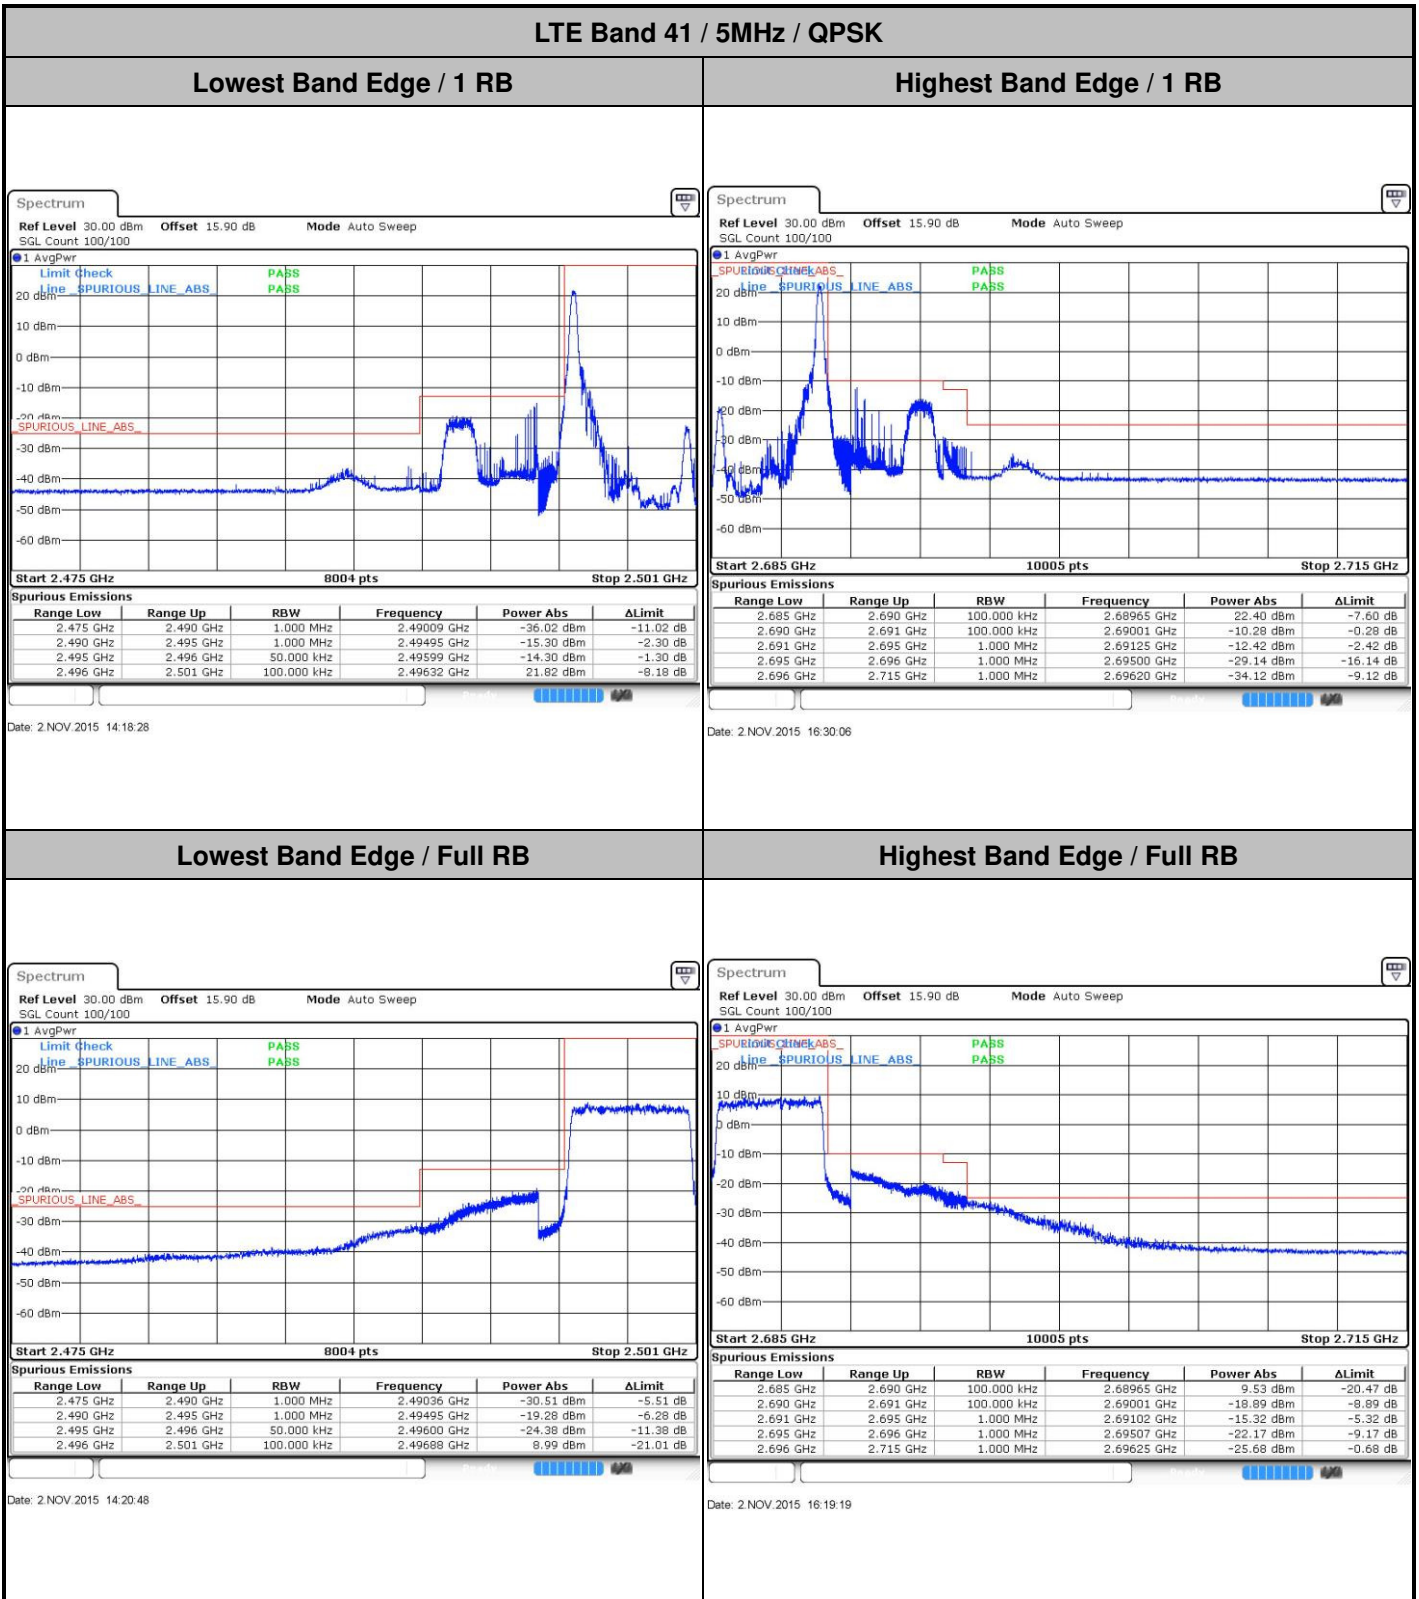 LTE Band 41 / 5MHz / QPSK
Lowest Band Edge / 1 RB
Highest Band Edge / 1 RB
Spectrum
Ref Level 30.00 dBm Offset 15.90 dB Mode Auto Sweep
SGL Count 100/100
1 AvgPwr
Limit Check PASS
Line _SPURIOUS_LINE_ABS_ PASS
20 dBm
10 dBm
0 dBm
-10 dBm
-20 dBm
_SPURIOUS_LINE_ABS_
-30 dBm
-40 dBm
-50 dBm
-60 dBm
Start 2.475 GHz 8004 pts Stop 2.501 GHz
Spurious Emissions
Range Low Range Up RBW Frequency Power Abs ΔLimit
2.475 GHz 2.490 GHz 1.000 MHz 2.49009 GHz -36.02 dBm -11.02 dB
2.490 GHz 2.495 GHz 1.000 MHz 2.49495 GHz -15.30 dBm -2.30 dB
2.495 GHz 2.496 GHz 50.000 kHz 2.49599 GHz -14.30 dBm -1.30 dB
2.496 GHz 2.501 GHz 100.000 kHz 2.49632 GHz 21.82 dBm -8.18 dB
Date: 2.NOV.2015 14:18:28
Spectrum
Ref Level 30.00 dBm Offset 15.90 dB Mode Auto Sweep
SGL Count 100/100
1 AvgPwr
_SPURIOUS_LINE_ABS_
Limit Check PASS
Line _SPURIOUS_LINE_ABS_ PASS
20 dBm
10 dBm
0 dBm
-10 dBm
-20 dBm
-30 dBm
-40 dBm
-50 dBm
-60 dBm
Start 2.685 GHz 10005 pts Stop 2.715 GHz
Spurious Emissions
Range Low Range Up RBW Frequency Power Abs ΔLimit
2.685 GHz 2.690 GHz 100.000 kHz 2.68965 GHz 22.40 dBm -7.60 dB
2.690 GHz 2.691 GHz 100.000 kHz 2.69001 GHz -10.28 dBm -0.28 dB
2.691 GHz 2.695 GHz 1.000 MHz 2.69125 GHz -12.42 dBm -2.42 dB
2.695 GHz 2.696 GHz 1.000 MHz 2.69500 GHz -29.14 dBm -16.14 dB
2.696 GHz 2.715 GHz 1.000 MHz 2.69620 GHz -34.12 dBm -9.12 dB
Date: 2.NOV.2015 16:30:06
Lowest Band Edge / Full RB
Highest Band Edge / Full RB
Spectrum
Ref Level 30.00 dBm Offset 15.90 dB Mode Auto Sweep
SGL Count 100/100
1 AvgPwr
Limit Check PASS
Line _SPURIOUS_LINE_ABS_ PASS
20 dBm
10 dBm
0 dBm
-10 dBm
-20 dBm
_SPURIOUS_LINE_ABS_
-30 dBm
-40 dBm
-50 dBm
-60 dBm
Start 2.475 GHz 8004 pts Stop 2.501 GHz
Spurious Emissions
Range Low Range Up RBW Frequency Power Abs ΔLimit
2.475 GHz 2.490 GHz 1.000 MHz 2.49036 GHz -30.51 dBm -5.51 dB
2.490 GHz 2.495 GHz 1.000 MHz 2.49495 GHz -19.28 dBm -6.28 dB
2.495 GHz 2.496 GHz 50.000 kHz 2.49600 GHz -24.38 dBm -11.38 dB
2.496 GHz 2.501 GHz 100.000 kHz 2.49688 GHz 8.99 dBm -21.01 dB
Date: 2.NOV.2015 14:20:48
Spectrum
Ref Level 30.00 dBm Offset 15.90 dB Mode Auto Sweep
SGL Count 100/100
1 AvgPwr
_SPURIOUS_LINE_ABS_
Limit Check PASS
Line _SPURIOUS_LINE_ABS_ PASS
20 dBm
10 dBm
0 dBm
-10 dBm
-20 dBm
-30 dBm
-40 dBm
-50 dBm
-60 dBm
Start 2.685 GHz 10005 pts Stop 2.715 GHz
Spurious Emissions
Range Low Range Up RBW Frequency Power Abs ΔLimit
2.685 GHz 2.690 GHz 100.000 kHz 2.68965 GHz 9.53 dBm -20.47 dB
2.690 GHz 2.691 GHz 100.000 kHz 2.69001 GHz -18.89 dBm -8.89 dB
2.691 GHz 2.695 GHz 1.000 MHz 2.69102 GHz -15.32 dBm -5.32 dB
2.695 GHz 2.696 GHz 1.000 MHz 2.69507 GHz -22.17 dBm -9.17 dB
2.696 GHz 2.715 GHz 1.000 MHz 2.69625 GHz -25.68 dBm -0.68 dB
Date: 2.NOV.2015 16:19:19